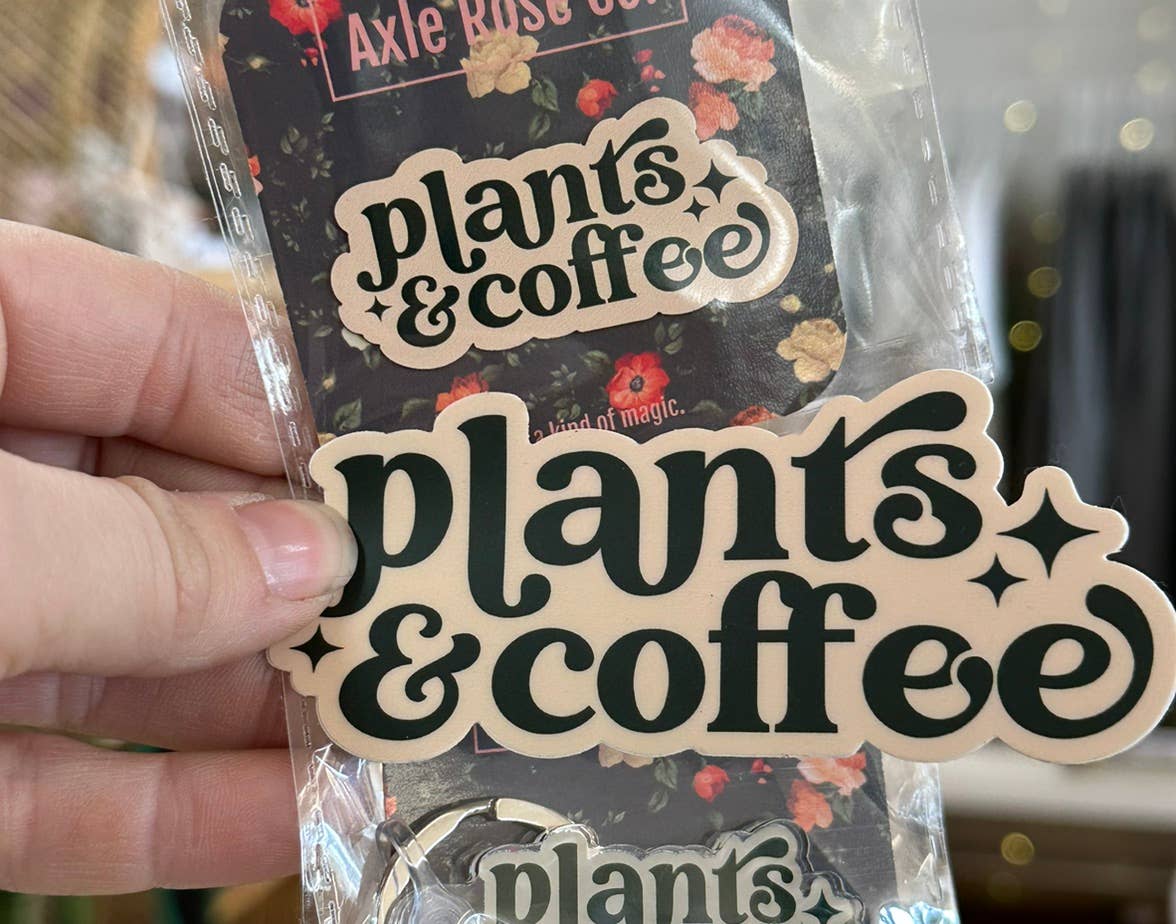 Axle Rose Co.
plants
& coffee
a kind of magic.
plants
& coffee
plants